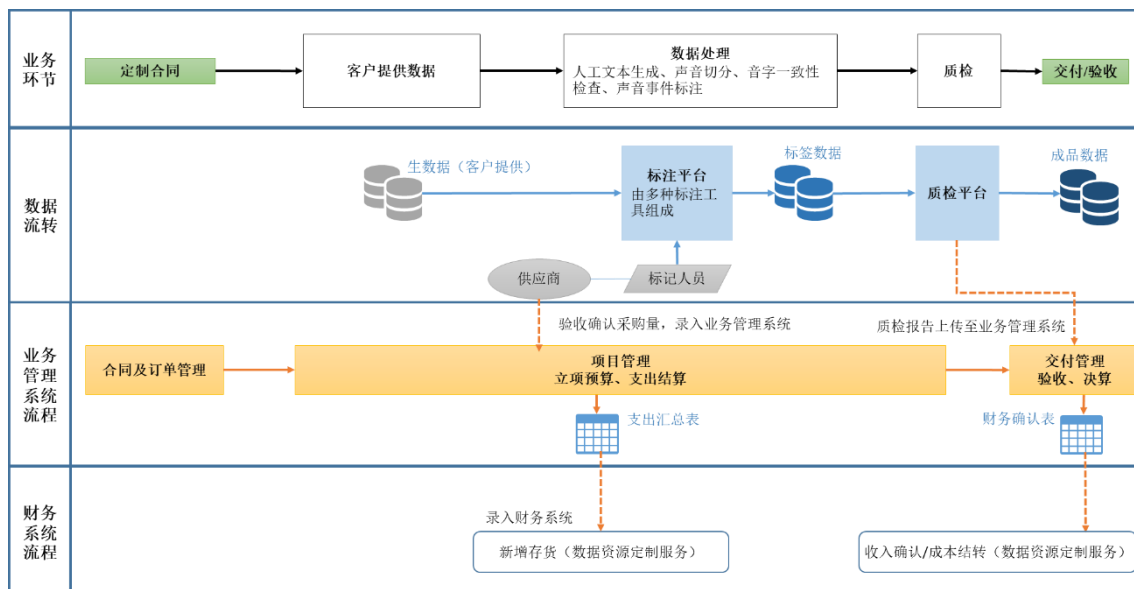 业务
环节
定制合同
客户提供数据
数据处理
人工文本生成、声音切分、音字一致性
检查、声音事件标注
质检
交付/验收
数据
流转
生数据（客户提供）
标注平台
由多种标注工
具组成
标签数据
质检平台
成品数据
供应商
标记人员
验收确认采购量，录入业务管理系统
质检报告上传至业务管理系统
业务
管理
系统
流程
合同及订单管理
项目管理
立项预算、支出结算
交付管理
验收、决算
支出汇总表
财务确认表
财务
系统
流程
录入财务系统
新增存货（数据资源定制服务）
收入确认/成本结转（数据资源定制服务）